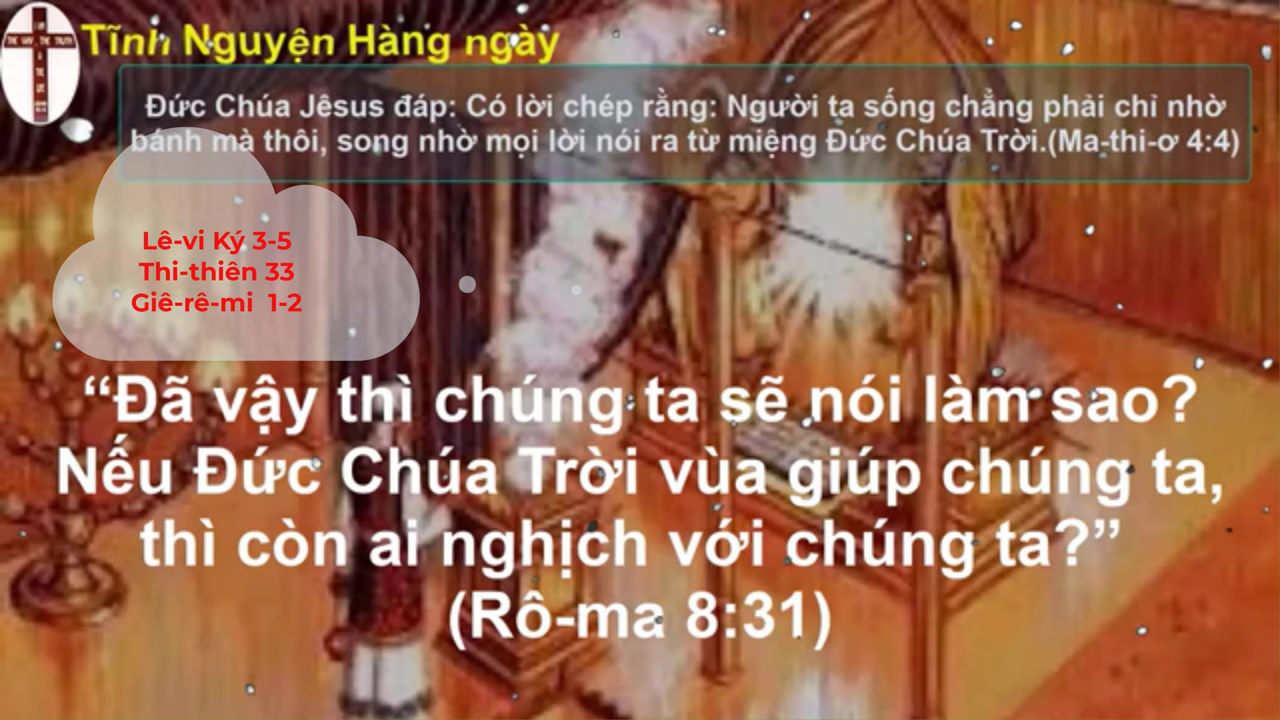 Tĩnh Nguyện Hàng ngày
Đức Chúa Jêsus đáp: Có lời chép rằng: Người ta sống chẳng phải chỉ nhờ
bánh mà thôi, song nhờ mọi lời nói ra từ miệng Đức Chúa Trời.(Ma-thi-ơ 4:4)
Lê-vi Ký 3-5
Thi-thiên 33
Giê-rê-mi 1-2
“Đã vậy thì chúng ta sẽ nói làm sao?
Nếu Đức Chúa Trời vùa giúp chúng ta,
thì còn ai nghịch với chúng ta?”
(Rô-ma 8:31)